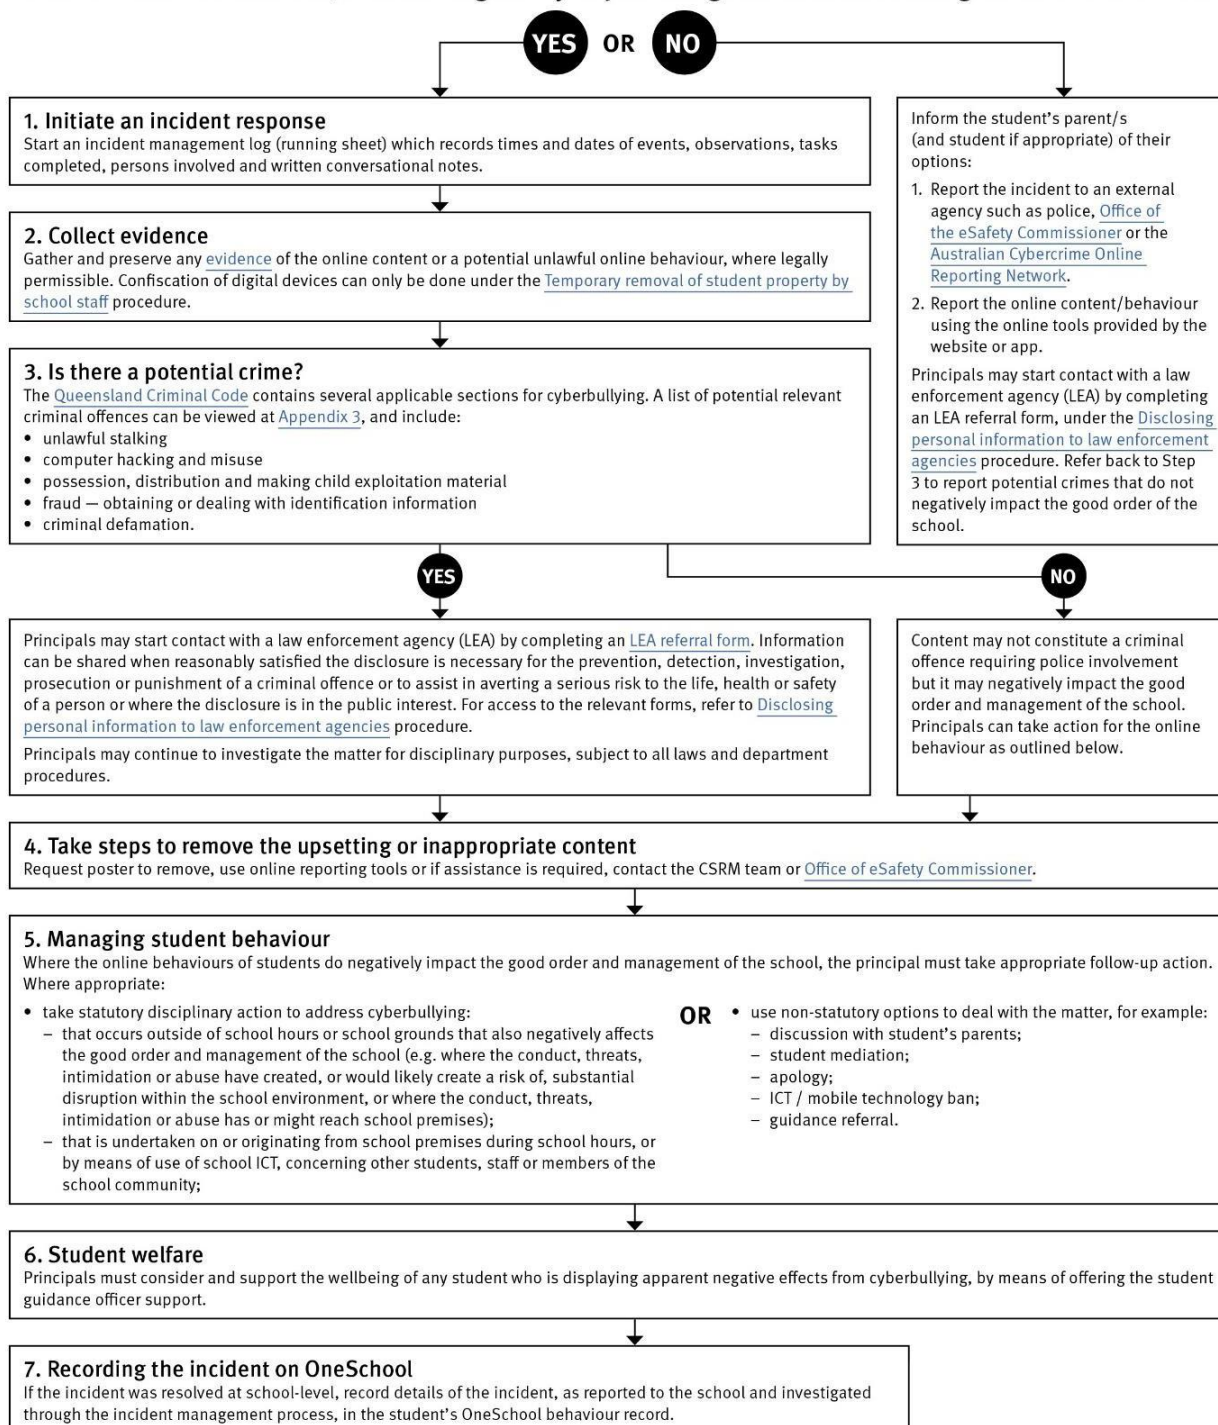 YES OR NO
1. Initiate an incident response
Start an incident management log (running sheet) which records times and dates of events, observations, tasks
completed, persons involved and written conversational notes.
2. Collect evidence
Gather and preserve any evidence of the online content or a potential unlawful online behaviour, where legally
permissible. Confiscation of digital devices can only be done under the Temporary removal of student property by
school staff procedure.
3. Is there a potential crime?
The Queensland Criminal Code contains several applicable sections for cyberbullying. A list of potential relevant
criminal offences can be viewed at Appendix 3, and include:
• unlawful stalking
• computer hacking and misuse
• possession, distribution and making child exploitation material
• fraud — obtaining or dealing with identification information
• criminal defamation.
Inform the student's parent/s
(and student if appropriate) of their
options:
1. Report the incident to an external
agency such as police, Office of
the eSafety Commissioner or the
Australian Cybercrime Online
Reporting Network.
2. Report the online content/behaviour
using the online tools provided by the
website or app.
Principals may start contact with a law
enforcement agency (LEA) by completing
an LEA referral form, under the Disclosing
personal information to law enforcement
agencies procedure. Refer back to Step
3 to report potential crimes that do not
negatively impact the good order of the
school.
YES
NO
Principals may start contact with a law enforcement agency (LEA) by completing an LEA referral form. Information
can be shared when reasonably satisfied the disclosure is necessary for the prevention, detection, investigation,
prosecution or punishment of a criminal offence or to assist in averting a serious risk to the life, health or safety
of a person or where the disclosure is in the public interest. For access to the relevant forms, refer to Disclosing
personal information to law enforcement agencies procedure.
Principals may continue to investigate the matter for disciplinary purposes, subject to all laws and department
procedures.
Content may not constitute a criminal
offence requiring police involvement
but it may negatively impact the good
order and management of the school.
Principals can take action for the online
behaviour as outlined below.
4. Take steps to remove the upsetting or inappropriate content
Request poster to remove, use online reporting tools or if assistance is required, contact the CSRM team or Office of eSafety Commissioner.
5. Managing student behaviour
Where the online behaviours of students do negatively impact the good order and management of the school, the principal must take appropriate follow-up action.
Where appropriate:
• take statutory disciplinary action to address cyberbullying:
– that occurs outside of school hours or school grounds that also negatively affects
the good order and management of the school (e.g. where the conduct, threats,
intimidation or abuse have created, or would likely create a risk of, substantial
disruption within the school environment, or where the conduct, threats,
intimidation or abuse has or might reach school premises);
– that is undertaken on or originating from school premises during school hours, or
by means of use of school ICT, concerning other students, staff or members of the
school community;
OR
• use non-statutory options to deal with the matter, for example:
– discussion with student's parents;
– student mediation;
– apology;
– ICT / mobile technology ban;
– guidance referral.
6. Student welfare
Principals must consider and support the wellbeing of any student who is displaying apparent negative effects from cyberbullying, by means of offering the student
guidance officer support.
7. Recording the incident on OneSchool
If the incident was resolved at school-level, record details of the incident, as reported to the school and investigated
through the incident management process, in the student's OneSchool behaviour record.